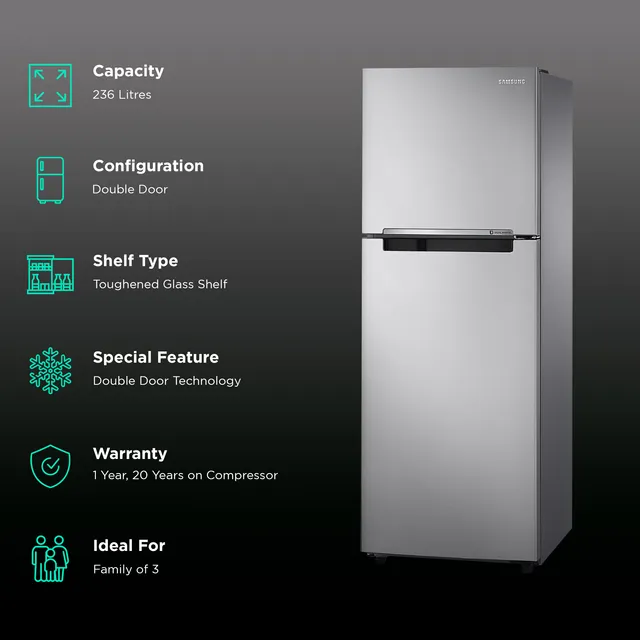 Capacity
236 Litres
SAMSUNG
Configuration
Double Door
Shelf Type
Toughened Glass Shelf
Special Feature
Double Door Technology
Warranty
1 Year, 20 Years on Compressor
Ideal For
Family of 3